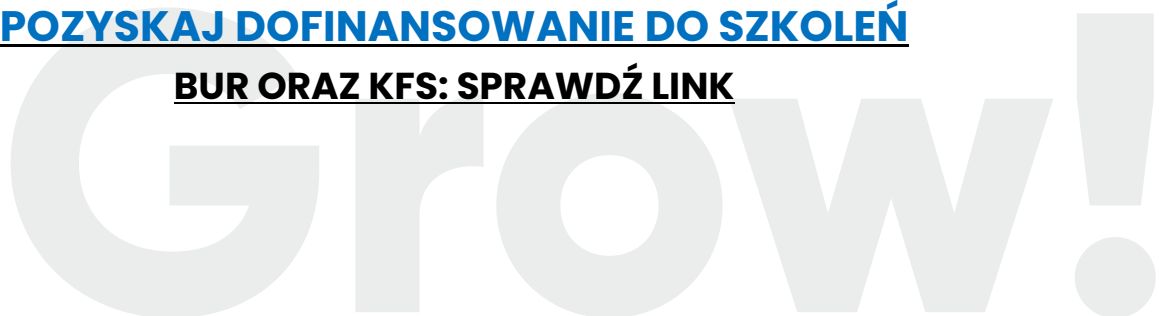 POZYSKAJ DOFINANSOWANIE DO SZKOLEŃ
BUR ORAZ KFS: SPRAWDŹ LINK
Grow!